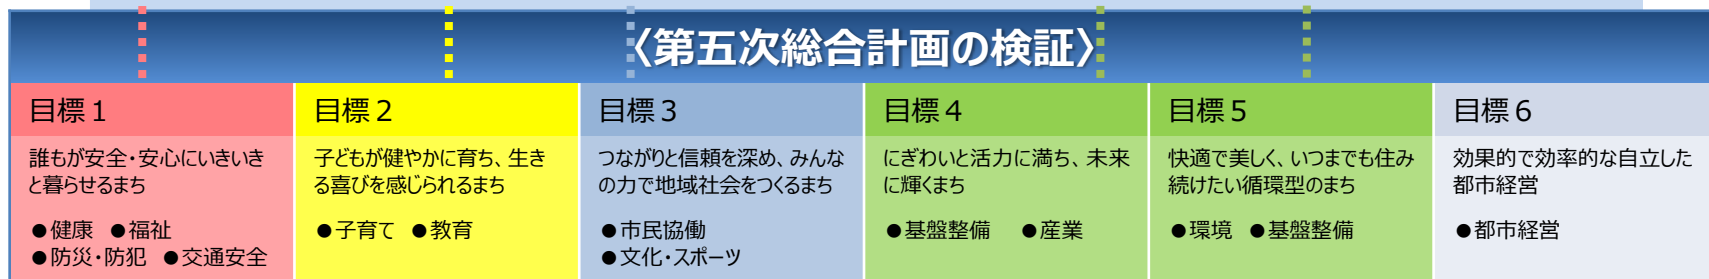 〈第五次総合計画の検証〉
目標1
誰もが安全・安心にいきいき
と暮らせるまち
●健康 ●福祉
●防災・防犯 ●交通安全
目標2
子どもが健やかに育ち、生き
る喜びを感じられるまち
●子育て ●教育
目標3
つながりと信頼を深め、みんな
の力で地域社会をつくるまち
●市民協働
●文化・スポーツ
目標4
にぎわいと活力に満ち、未来
に輝くまち
●基盤整備 ●産業
目標5
快適で美しく、いつまでも住み
続けたい循環型のまち
●環境 ●基盤整備
目標6
効果的で効率的な自立した
都市経営
●都市経営